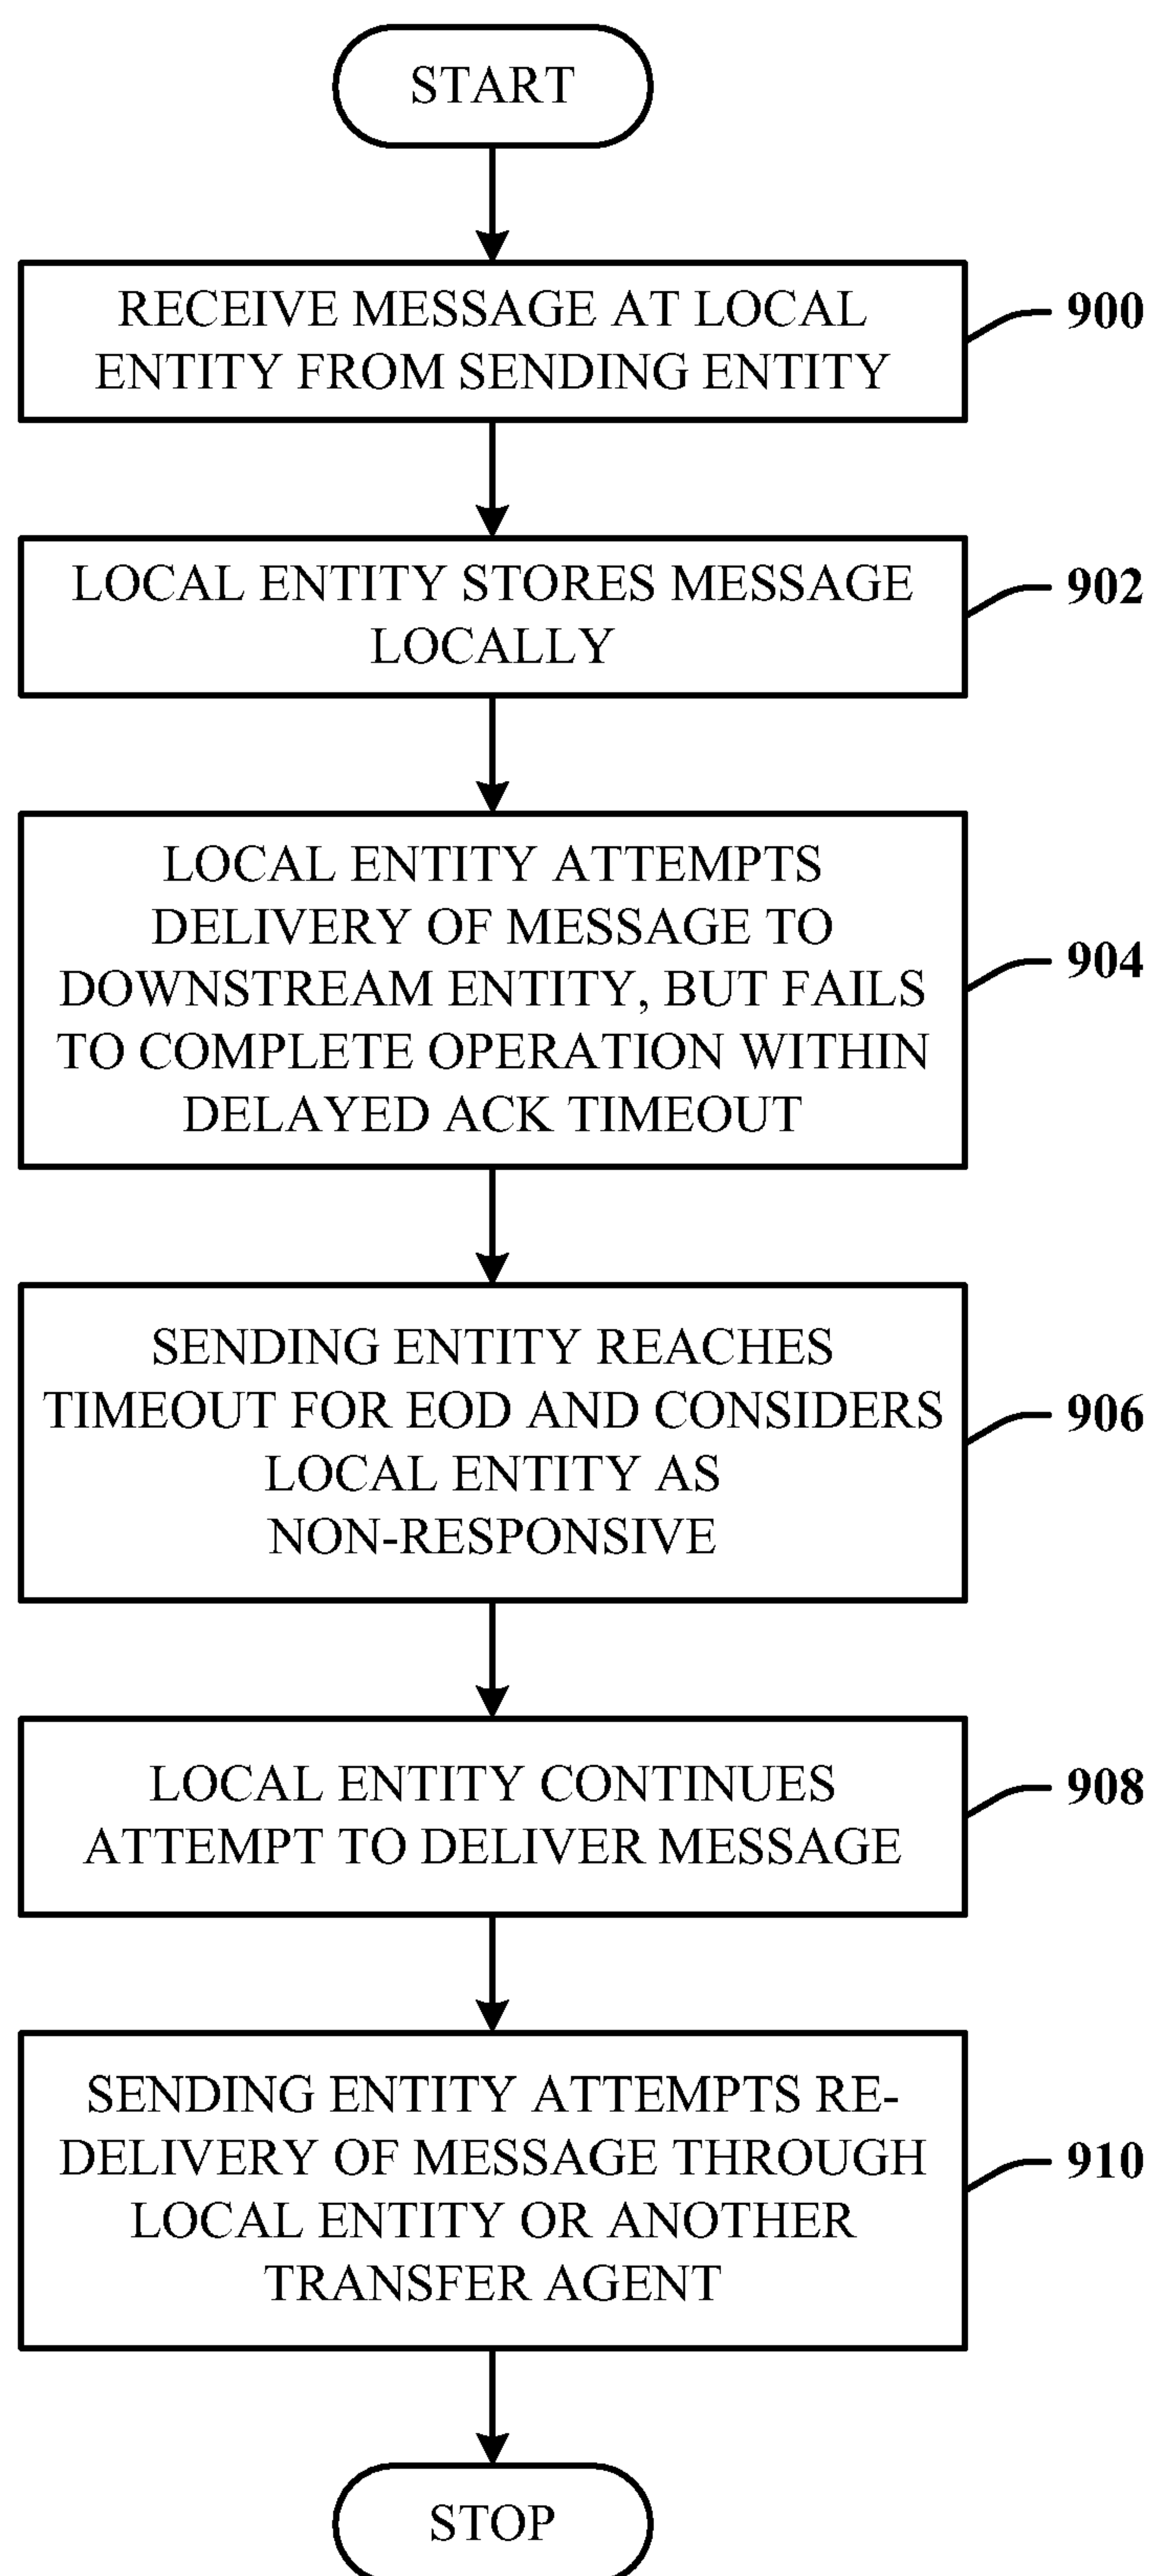 START
RECEIVE MESSAGE AT LOCAL
ENTITY FROM SENDING ENTITY
900
LOCAL ENTITY STORES MESSAGE
LOCALLY
902
LOCAL ENTITY ATTEMPTS
DELIVERY OF MESSAGE TO
DOWNSTREAM ENTITY, BUT FAILS
TO COMPLETE OPERATION WITHIN
DELAYED ACK TIMEOUT
904
SENDING ENTITY REACHES
TIMEOUT FOR EOD AND CONSIDERS
LOCAL ENTITY AS
NON-RESPONSIVE
906
LOCAL ENTITY CONTINUES
ATTEMPT TO DELIVER MESSAGE
908
SENDING ENTITY ATTEMPTS RE-
DELIVERY OF MESSAGE THROUGH
LOCAL ENTITY OR ANOTHER
TRANSFER AGENT
910
STOP